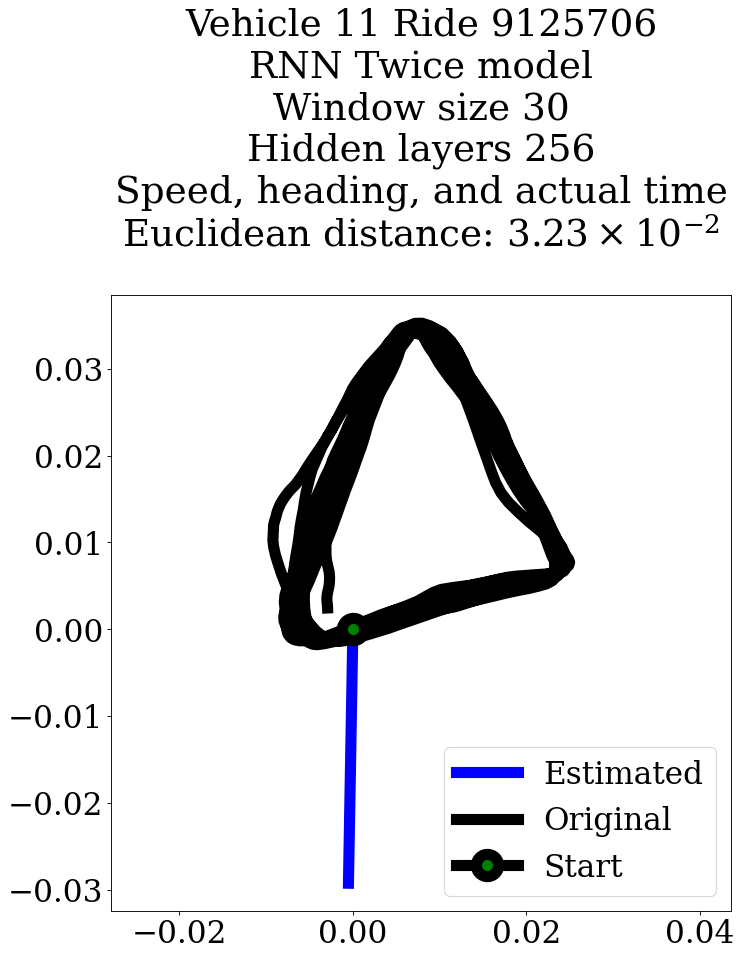 Vehicle 11 Ride 9125706
RNN Twice model
Window size 30
Hidden layers 256
Speed, heading, and actual time
Euclidean distance: 3.23 × 10⁻²
0.03
0.02
0.01
0.00
−0.01
−0.02
−0.03
Estimated
Original
Start
−0.02 0.00 0.02 0.04